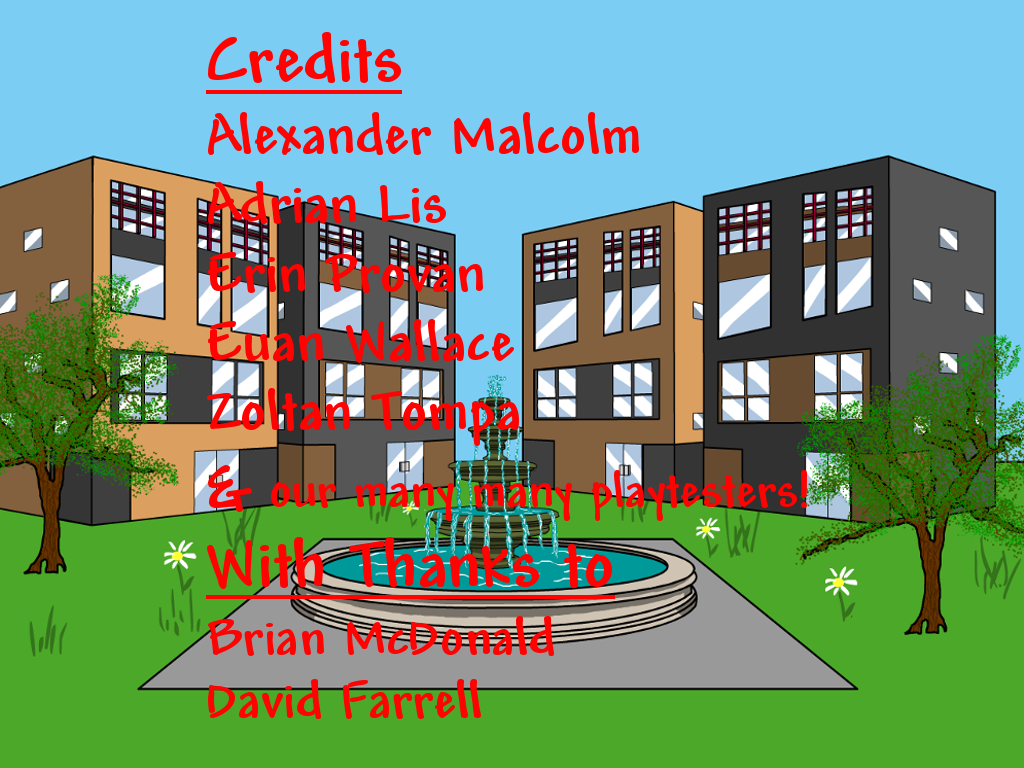 Credits
Alexander Malcolm
Adrian Lis
Erin Provan
Euan Wallace
Zoltan Tompa
& our many many playtesters!
With Thanks to
Brian McDonald
David Farrell